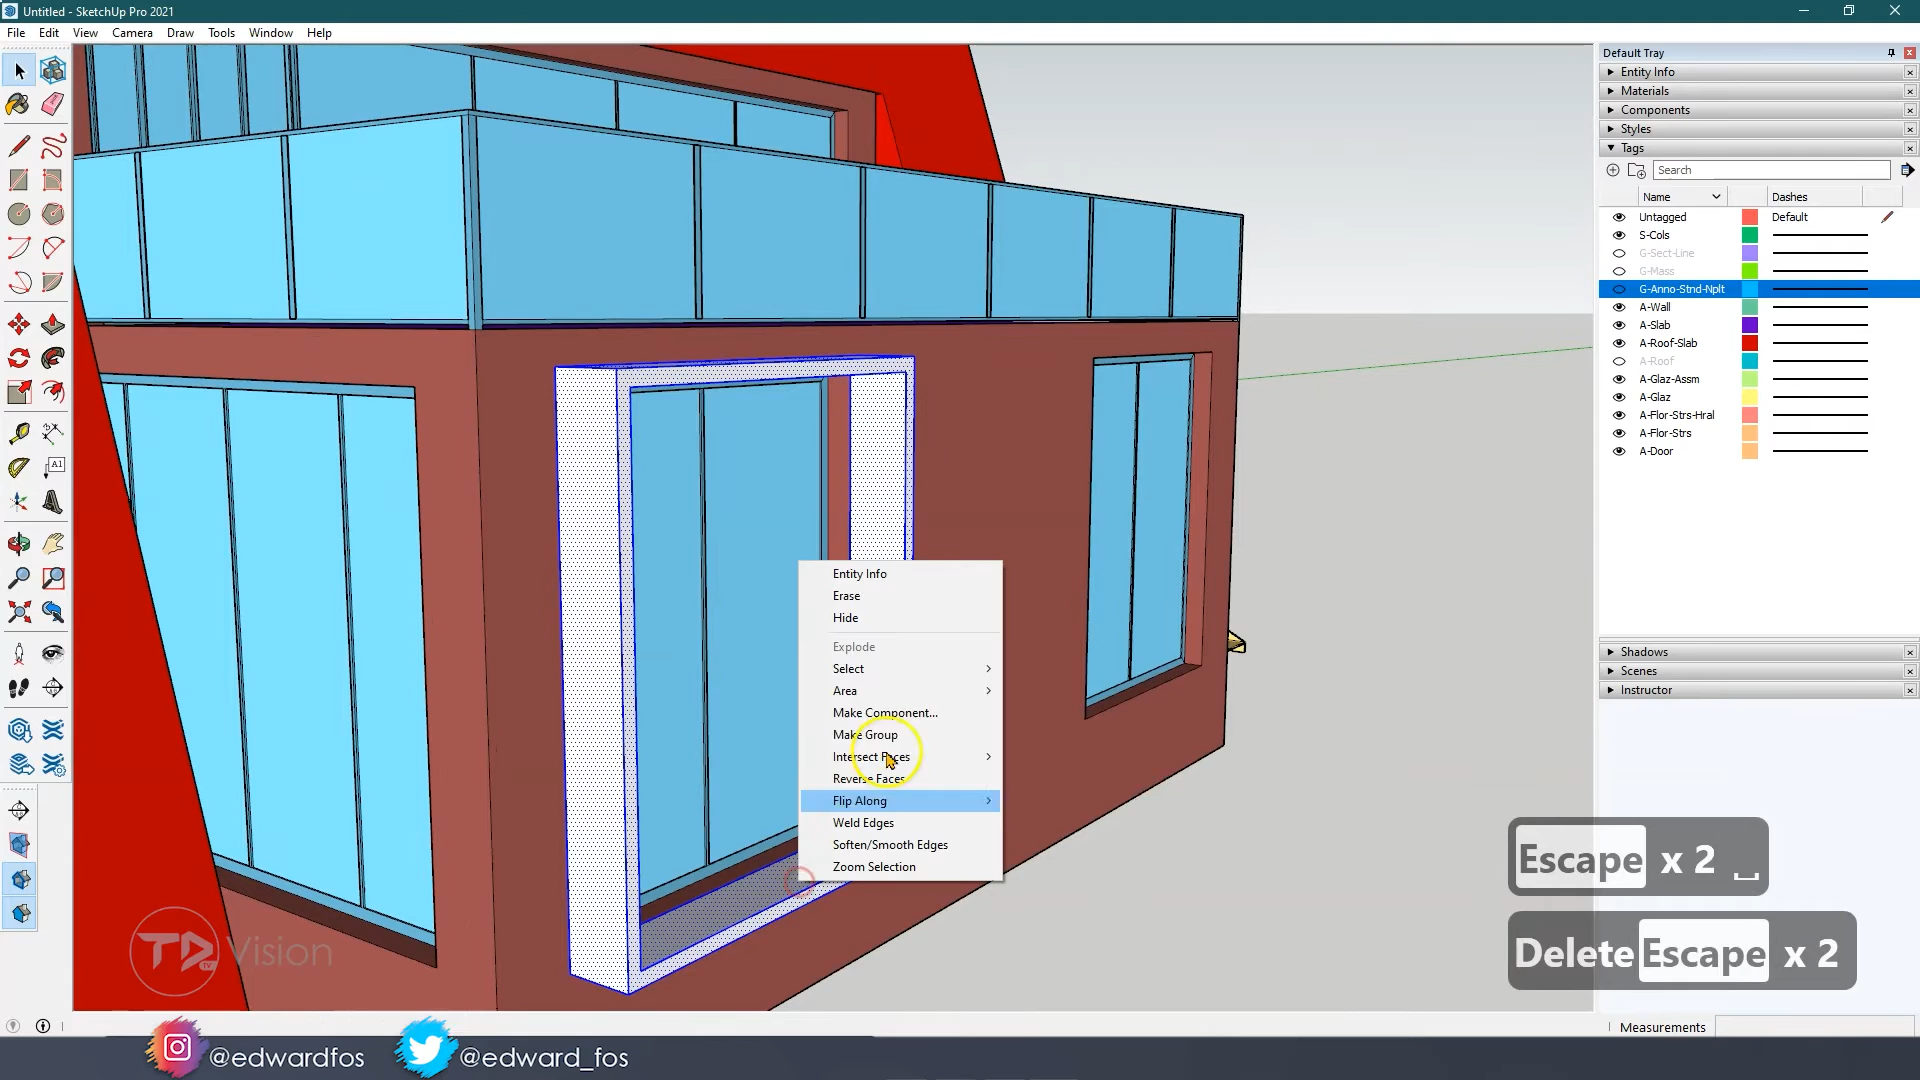 Untitled - SketchUp Pro 2021
File Edit View Camera Draw Tools Window Help
Default Tray
Entity Info
Materials
Components
Styles
Tags
Search
Name Dashes
Untagged Default
S-Cols
G-Sect-Line
G-Mass
G-Anno-Stnd-Nplt
A-Wall
A-Slab
A-Roof-Slab
A-Roof
A-Glaz-Assm
A-Glaz
A-Flor-Strs-Hral
A-Flor-Strs
A-Door
Shadows
Scenes
Instructor
A1
Entity Info
Erase
Hide
Explode
Select
Area
Make Component...
Make Group
Intersect Faces
Reverse Faces
Flip Along
Weld Edges
Soften/Smooth Edges
Zoom Selection
Escape x 2
Delete Escape x 2
TD Vision
TV
Measurements
@edwardfos @edward_fos